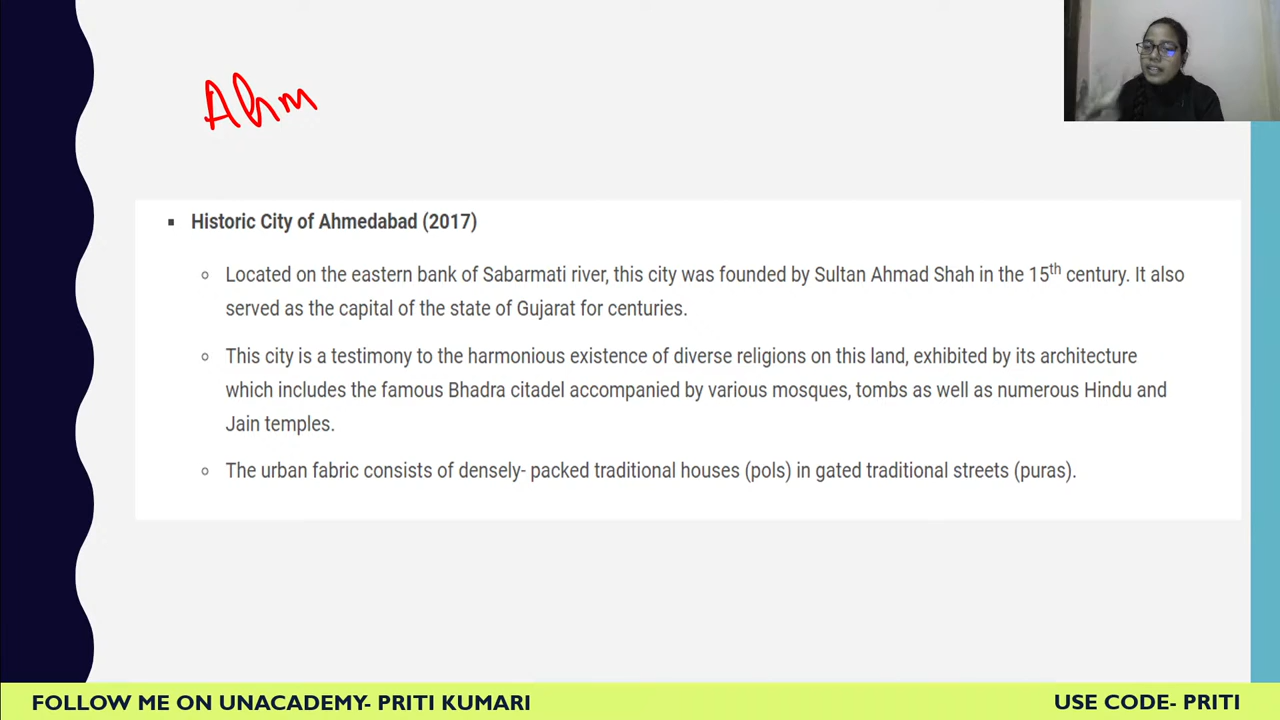 Ahm
▪ Historic City of Ahmedabad (2017)
○ Located on the eastern bank of Sabarmati river, this city was founded by Sultan Ahmad Shah in the 15th century. It also
served as the capital of the state of Gujarat for centuries.
○ This city is a testimony to the harmonious existence of diverse religions on this land, exhibited by its architecture
which includes the famous Bhadra citadel accompanied by various mosques, tombs as well as numerous Hindu and
Jain temples.
○ The urban fabric consists of densely- packed traditional houses (pols) in gated traditional streets (puras).
FOLLOW ME ON UNACADEMY- PRITI KUMARI
USE CODE- PRITI